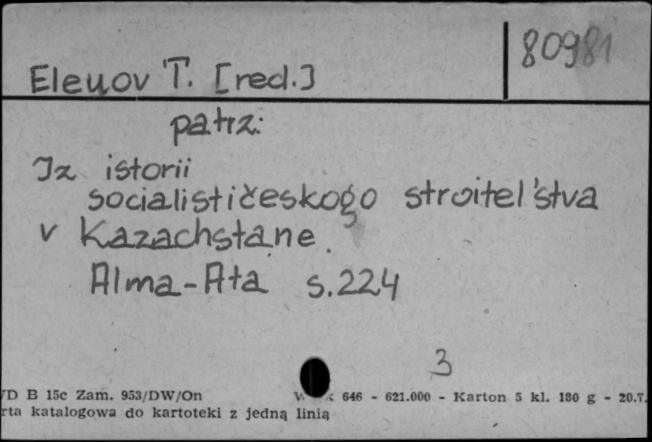 80981
Eleuov T. [red.]
patrz:
Iz istorii
socialističeskogo stroitel'stva
v Kazachstane
Alma-Ata s.224
3
/D B 15c Zam. 953/DW/On 646 - 621.000 - Karton 5 kl. 180 g - 20.7.
rta katalogowa do kartoteki z jedną linią